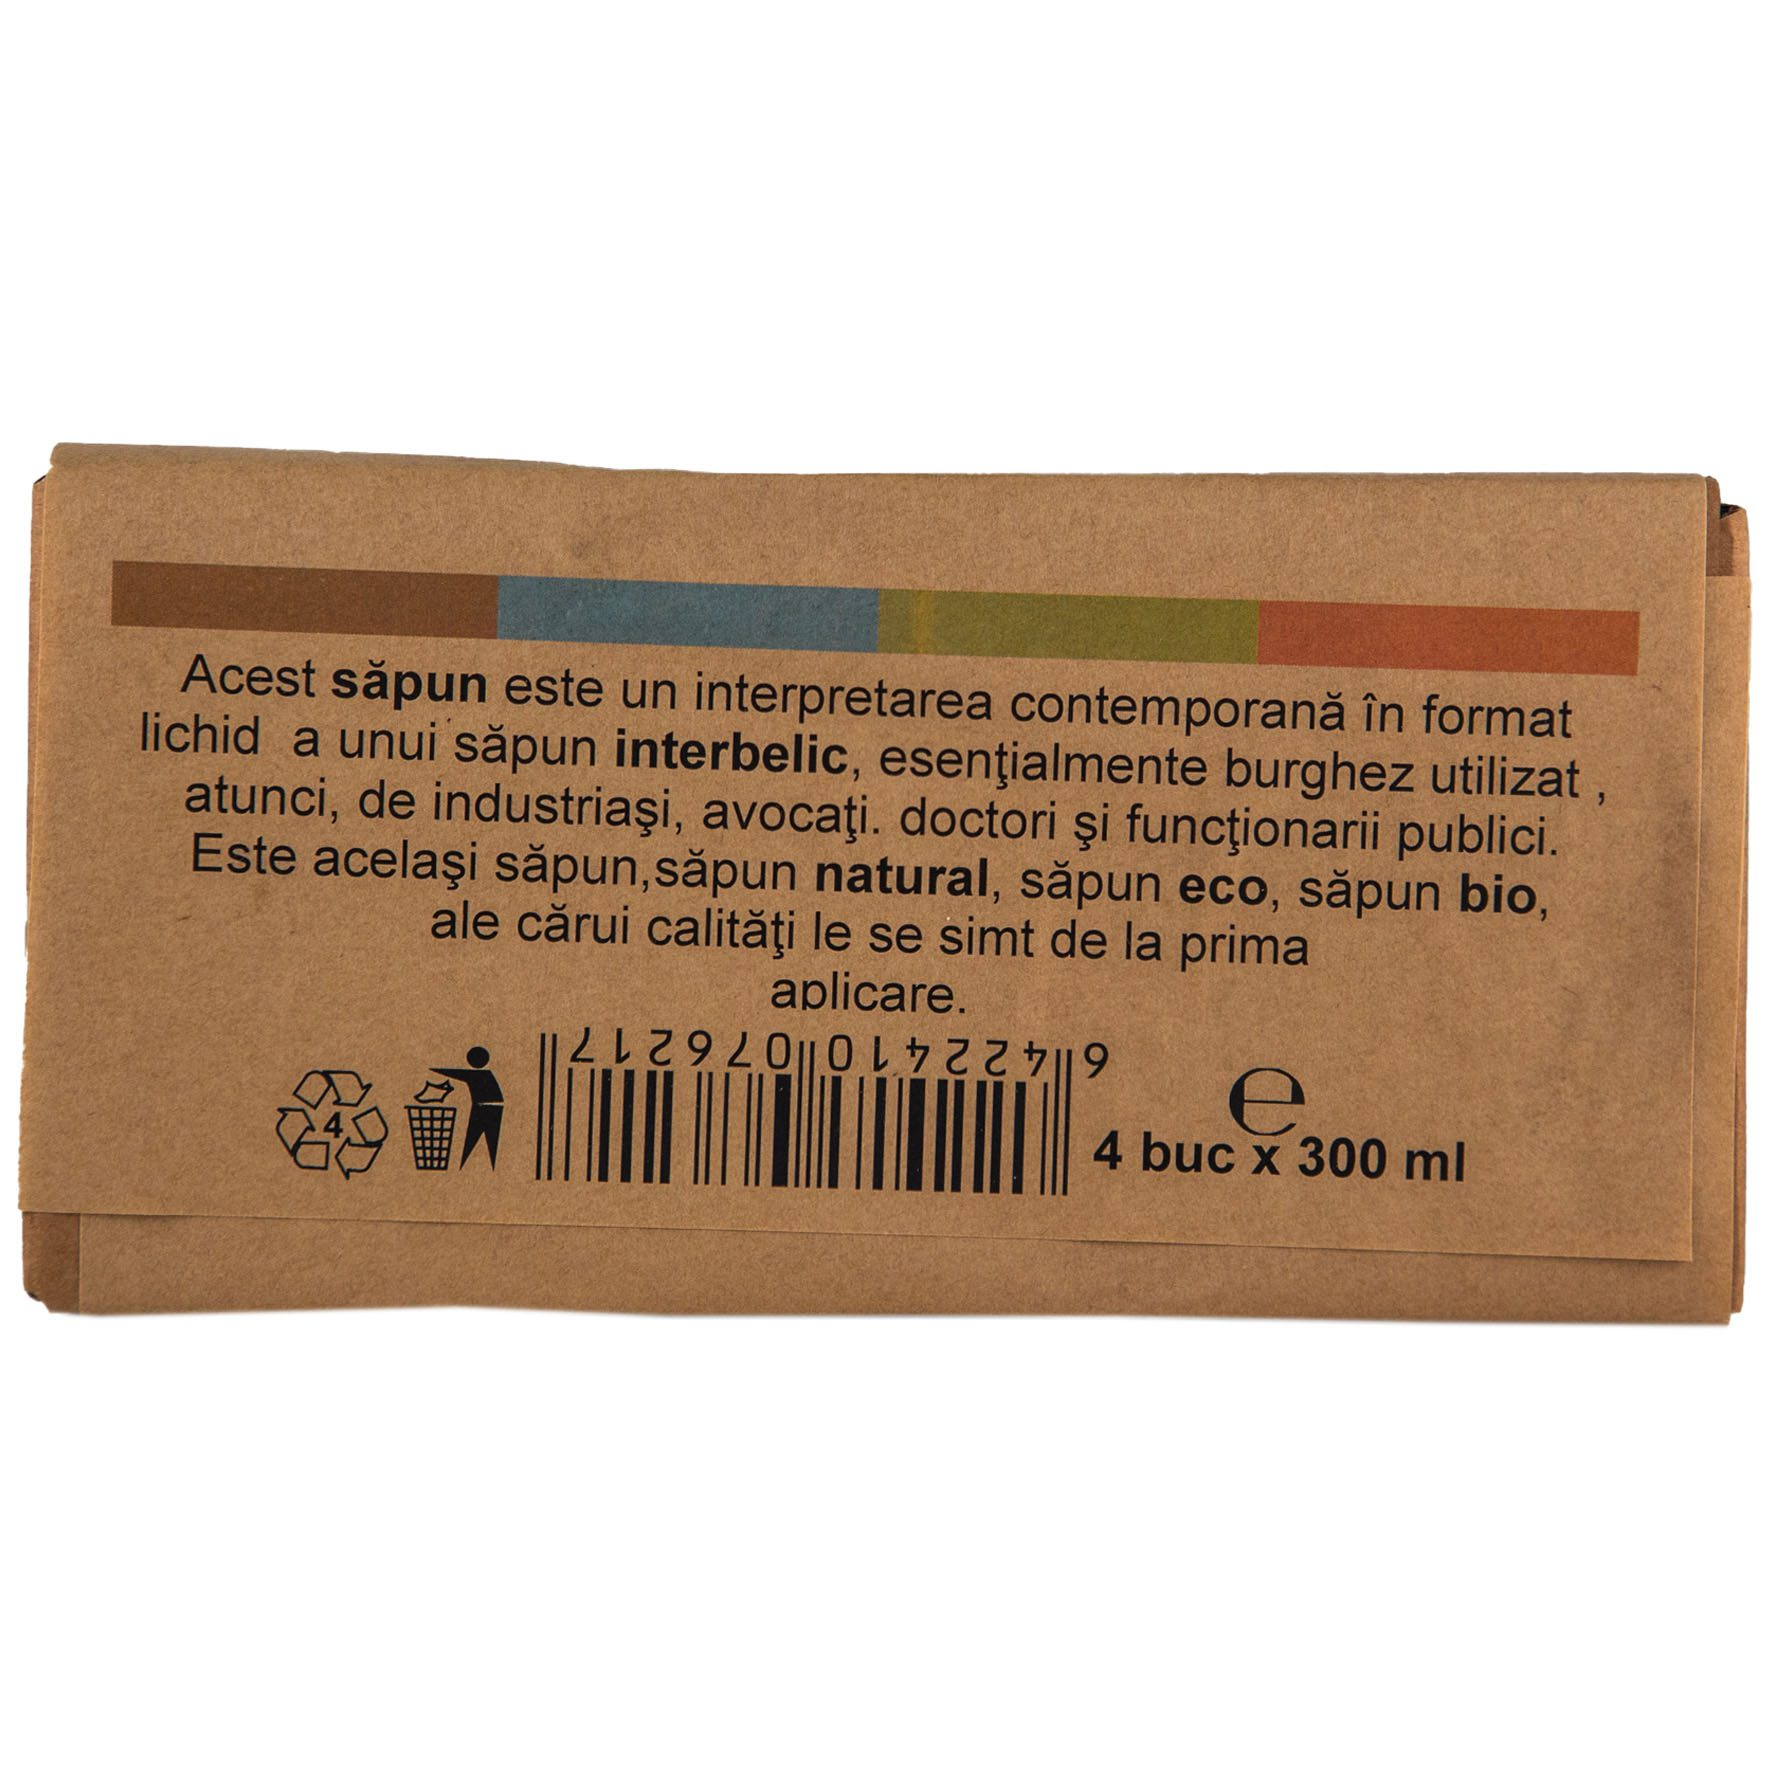 Acest săpun este un interpretarea contemporană în format
lichid a unui săpun interbelic, esenţialmente burghez utilizat ,
atunci, de industriaşi, avocaţi. doctori şi funcţionarii publici.
Este acelaşi săpun,săpun natural, săpun eco, săpun bio,
ale cărui calităţi le se simt de la prima
aplicare.
6 422410 076217
4
e
4 buc x 300 ml